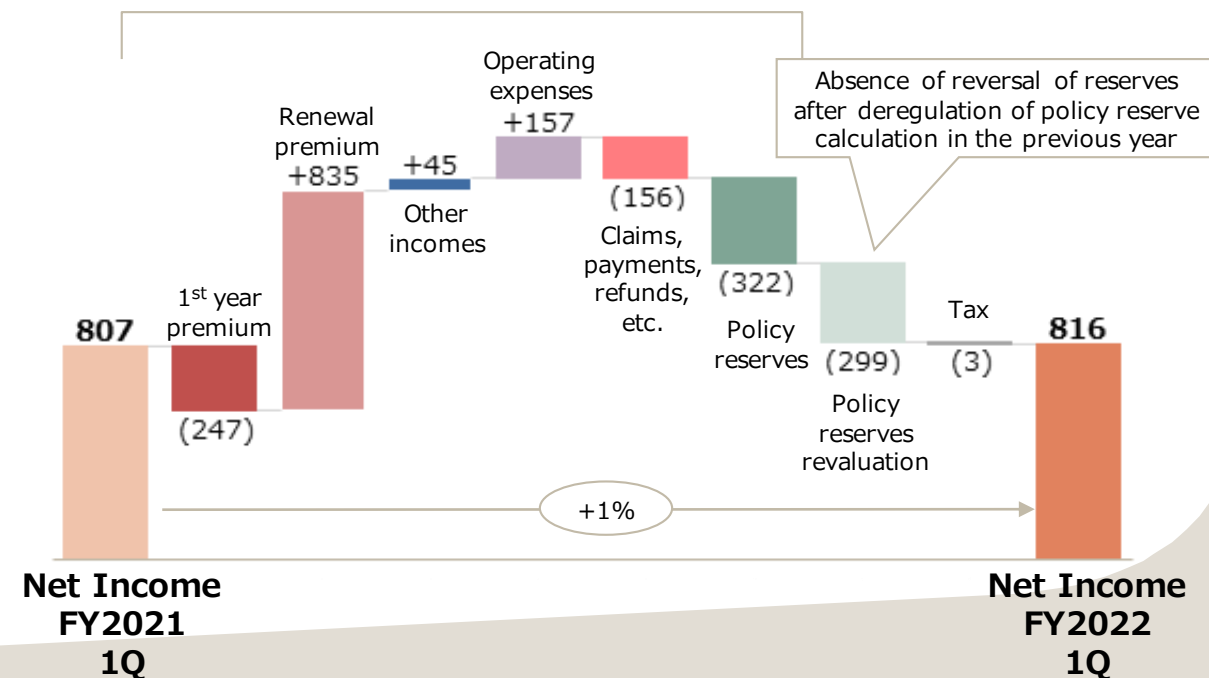 Operating
expenses
+157
Absence of reversal of reserves
after deregulation of policy reserve
calculation in the previous year
Renewal
premium
+835
+45
Other
incomes
(156)
Claims,
payments,
refunds,
etc.
(322)
Policy
reserves
1st year
premium
(247)
807
(299)
Policy
reserves
revaluation
Tax
(3)
816
+1%
Net Income
FY2021
1Q
Net Income
FY2022
1Q